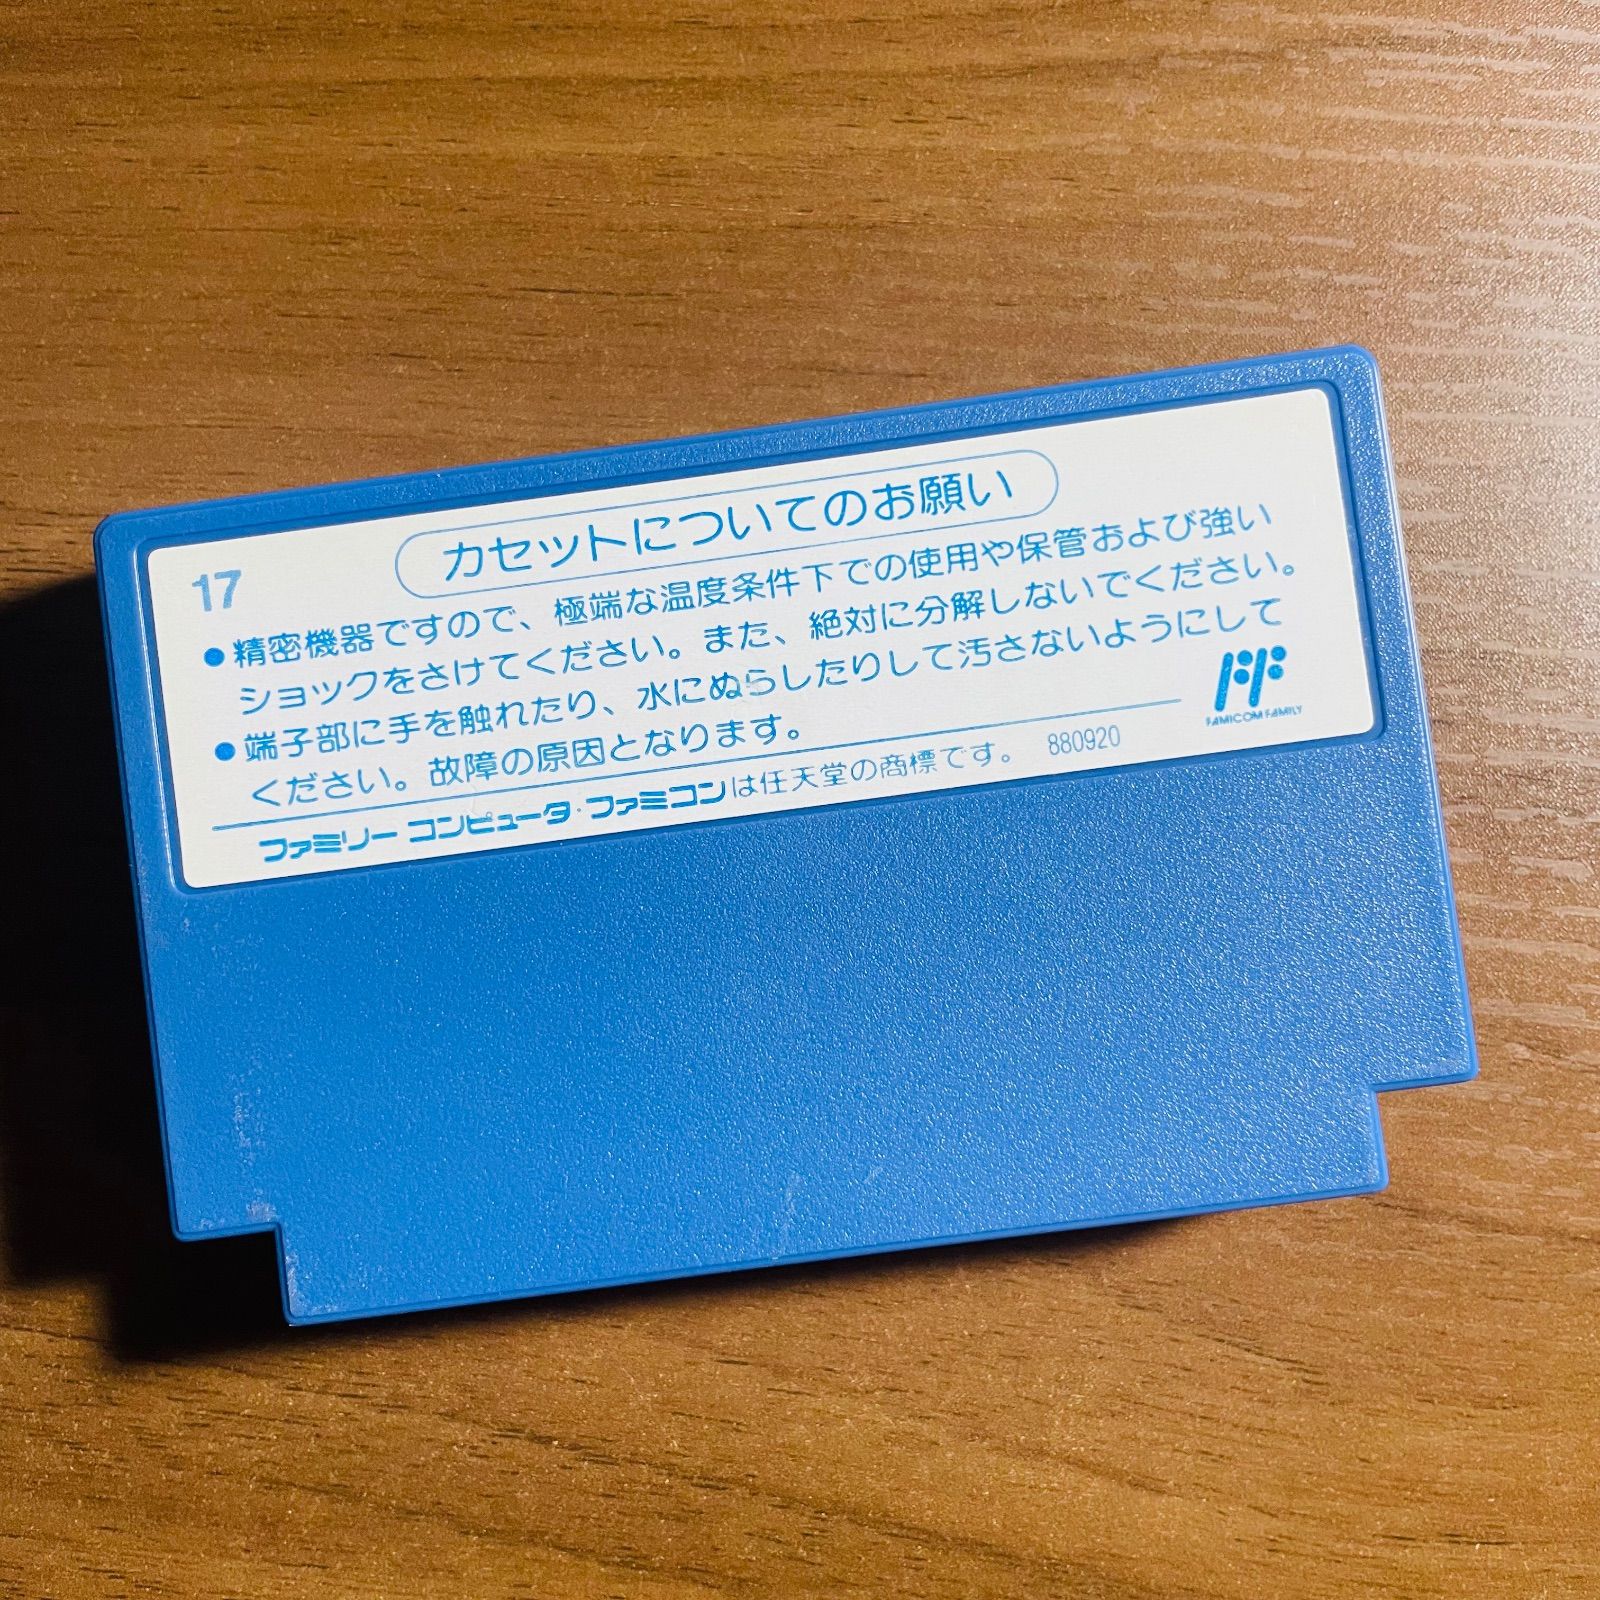 カセットについてのお願い
17
●精密機器ですので、極端な温度条件下での使用や保管および強い
ショックをさけてください。また、絶対に分解しないでください。
●端子部に手を触れたり、水にぬらしたりして汚さないようにして
ください。故障の原因となります。
FAMICOM FAMILY
ファミリー コンピュータ・ファミコンは任天堂の商標です。 880920